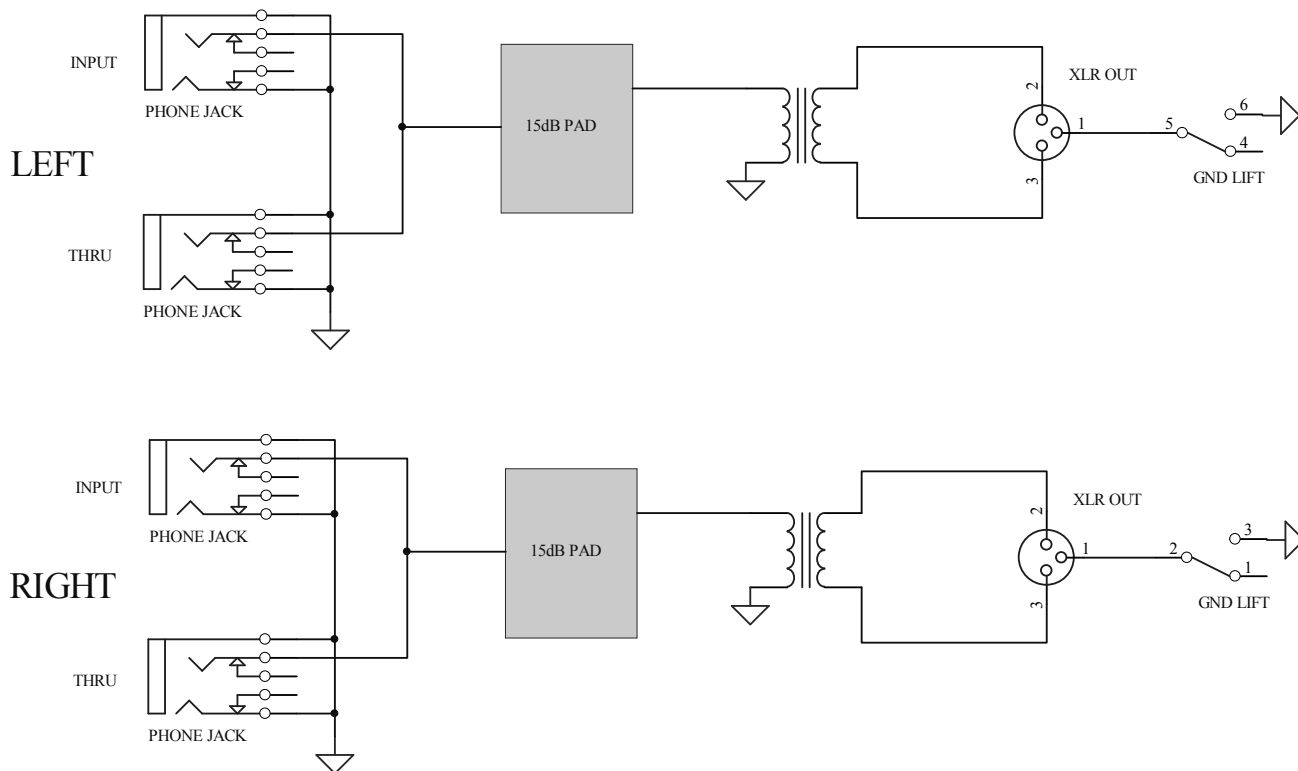 INPUT
PHONE JACK
LEFT
THRU
PHONE JACK
15dB PAD
2
1
3
XLR OUT
5
6
4
GND LIFT
INPUT
PHONE JACK
RIGHT
THRU
PHONE JACK
15dB PAD
2
1
3
XLR OUT
2
3
1
GND LIFT